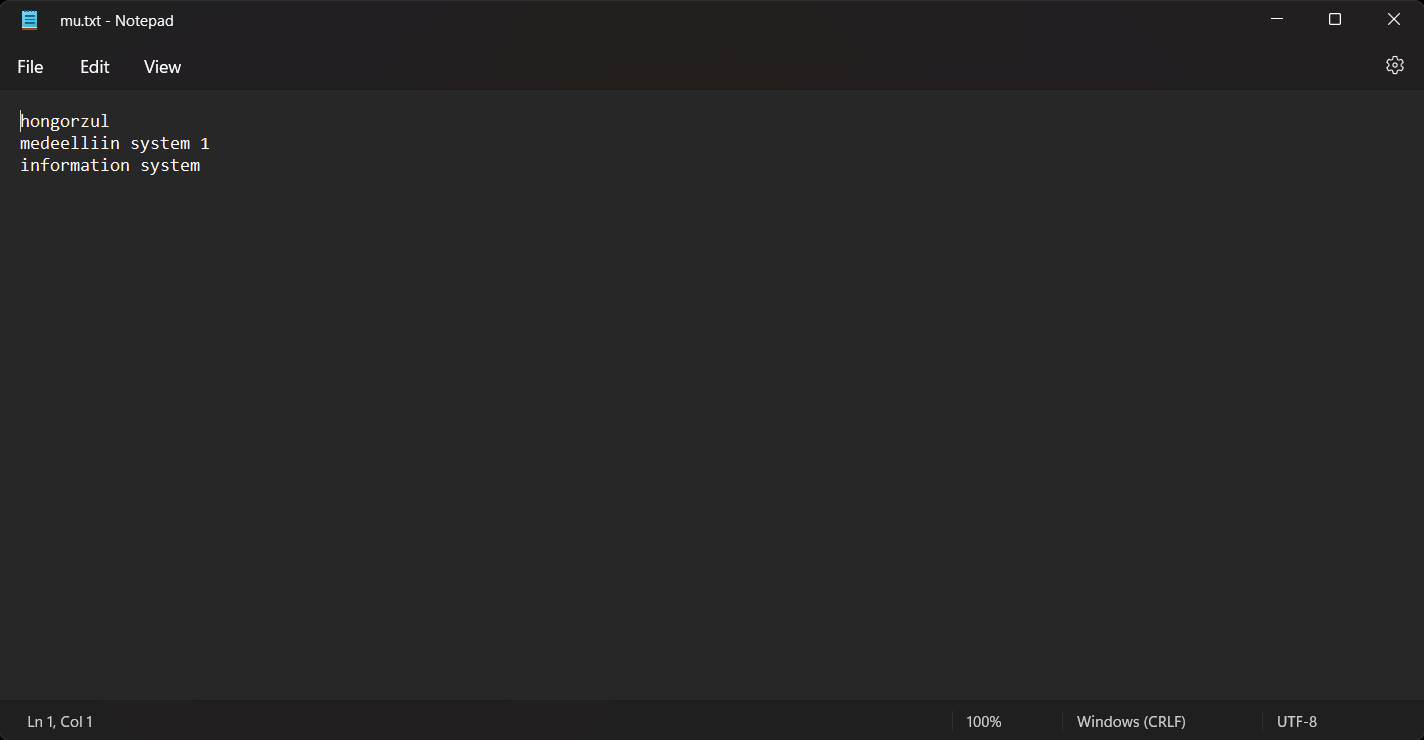 mu.txt - Notepad
File Edit View
hongorzul
medeelliin system 1
information system
Ln 1, Col 1 100% Windows (CRLF) UTF-8